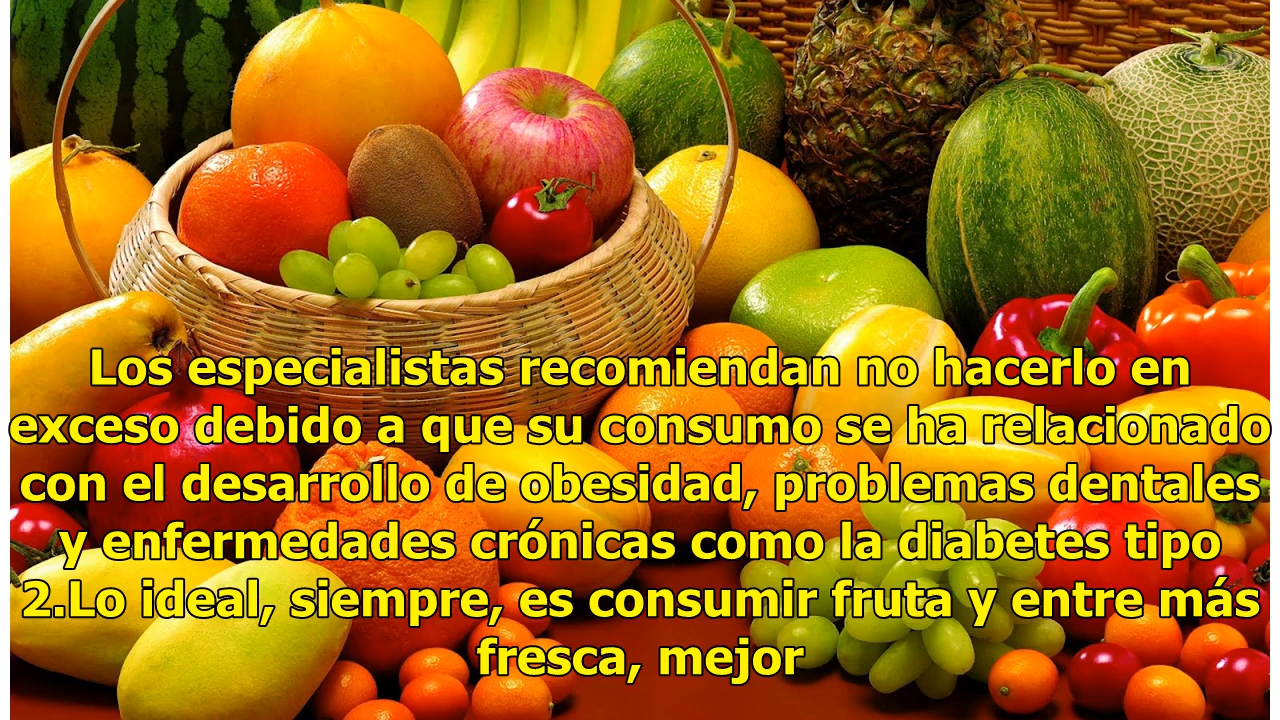 Los especialistas recomiendan no hacerlo en
exceso debido a que su consumo se ha relacionado
con el desarrollo de obesidad, problemas dentales
y enfermedades crónicas como la diabetes tipo
2.Lo ideal, siempre, es consumir fruta y entre más
fresca, mejor